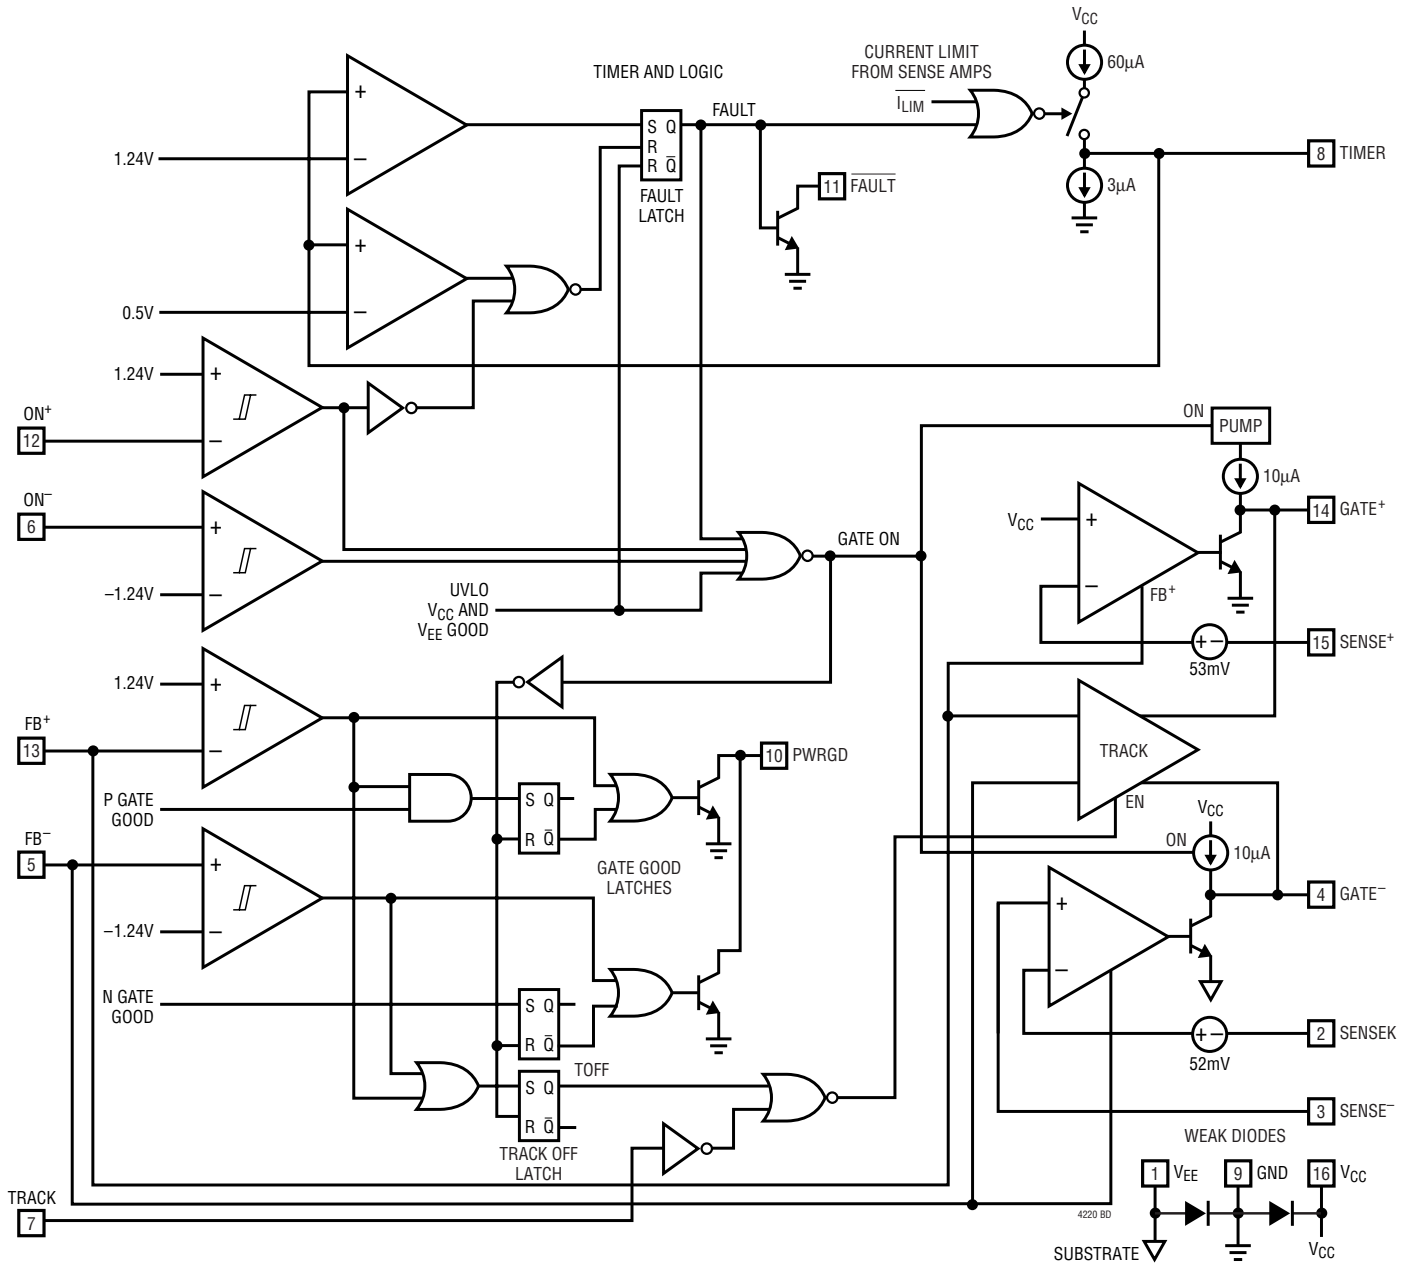 VCC
60µA
CURRENT LIMIT
FROM SENSE AMPS
TIMER AND LOGIC
ILIM
FAULT
+
1.24V
–
S Q
R
R Q
FAULT
LATCH
8 TIMER
3µA
11 FAULT
+
0.5V
–
1.24V
+
ON+
12
–
ON–
6
+
–1.24V
–
ON
PUMP
10µA
14 GATE+
VCC
+
–
FB+
GATE ON
UVLO
VCC AND
VEE GOOD
+ –
53mV
15 SENSE+
1.24V
+
FB+
13
–
TRACK
EN
10 PWRGD
P GATE
GOOD
S Q
R Q
GATE GOOD
LATCHES
FB–
5
+
–1.24V
–
VCC
ON
10µA
4 GATE–
+
–
N GATE
GOOD
S Q
R Q
+ –
52mV
2 SENSEK
TOFF
S Q
R Q
TRACK OFF
LATCH
3 SENSE–
WEAK DIODES
1 VEE
9 GND
16 VCC
TRACK
7
4220 BD
SUBSTRATE
VCC